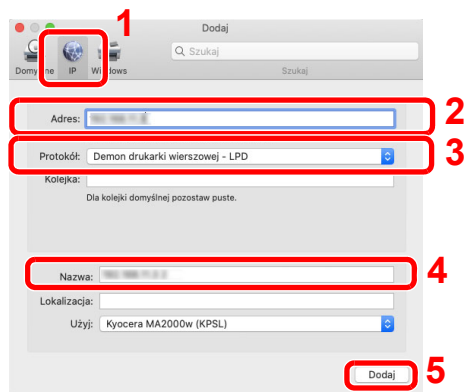 1
Dodaj
Szukaj
Domyślne IP Windows
Szukaj
Adres:
2
Protokół: Demon drukarki wierszowej - LPD
3
Kolejka:
Dla kolejki domyślnej pozostaw puste.
Nazwa:
4
Lokalizacja:
Użyj: Kyocera MA2000w (KPSL)
Dodaj
5